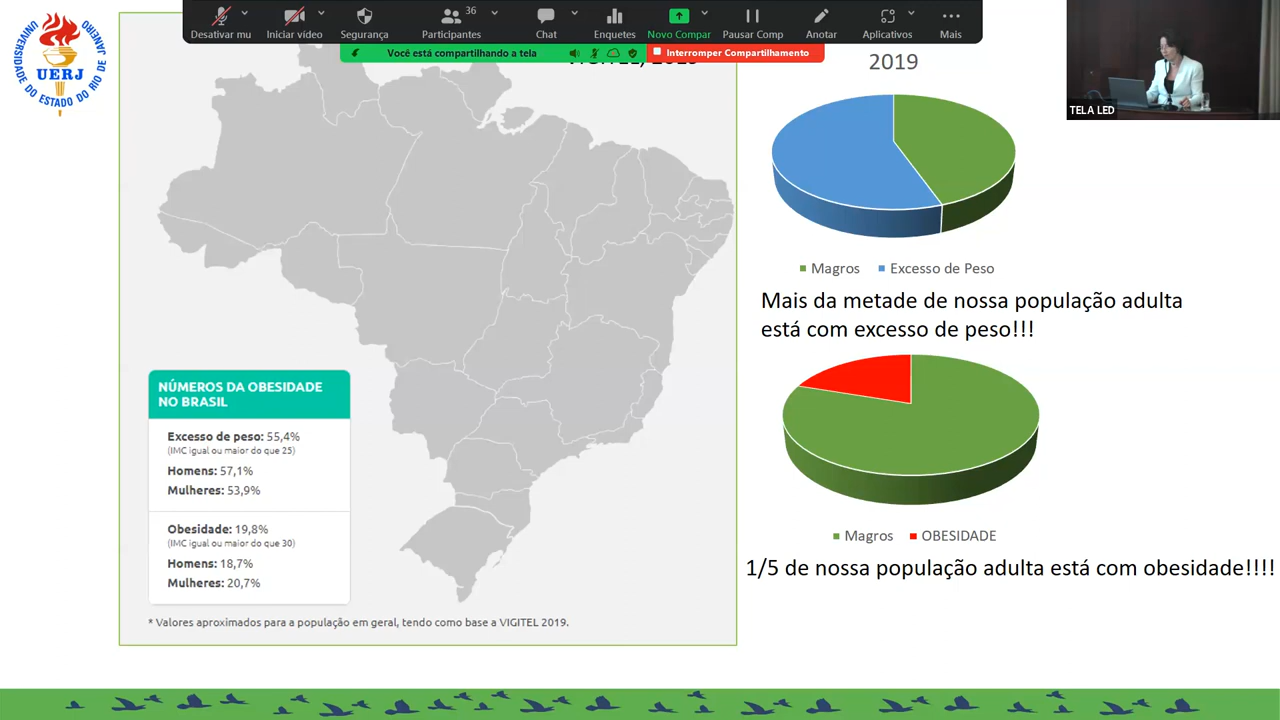 Desativar mu
Iniciar vídeo
Segurança
36
Participantes
Chat
Enquetes
Novo Compar
Pausar Comp
Anotar
Aplicativos
Mais
Você está compartilhando a tela
Interromper Compartilhamento
UNIVERSIDADE DO ESTADO DO RIO DE JANEIRO
UERJ
TELA LED
2019
Magros
Excesso de Peso
Mais da metade de nossa população adulta
está com excesso de peso!!!
Magros
OBESIDADE
1/5 de nossa população adulta está com obesidade!!!!
NÚMEROS DA OBESIDADE
NO BRASIL
Excesso de peso: 55,4%
(IMC igual ou maior do que 25)
Homens: 57,1%
Mulheres: 53,9%
Obesidade: 19,8%
(IMC igual ou maior do que 30)
Homens: 18,7%
Mulheres: 20,7%
* Valores aproximados para a população em geral, tendo como base a VIGITEL 2019.